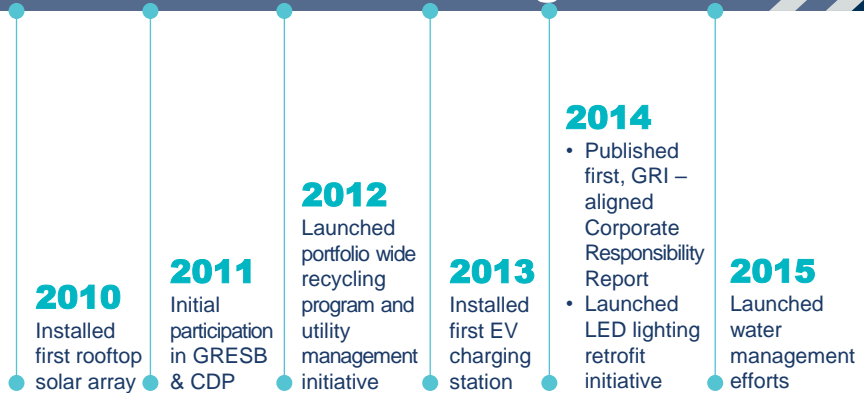 2010
Installed
first rooftop
solar array
2011
Initial
participation
in GRESB
& CDP
2012
Launched
portfolio wide
recycling
program and
utility
management
initiative
2013
Installed
first EV
charging
station
2014
• Published
first, GRI –
aligned
Corporate
Responsibility
Report
• Launched
LED lighting
retrofit
initiative
2015
Launched
water
management
efforts